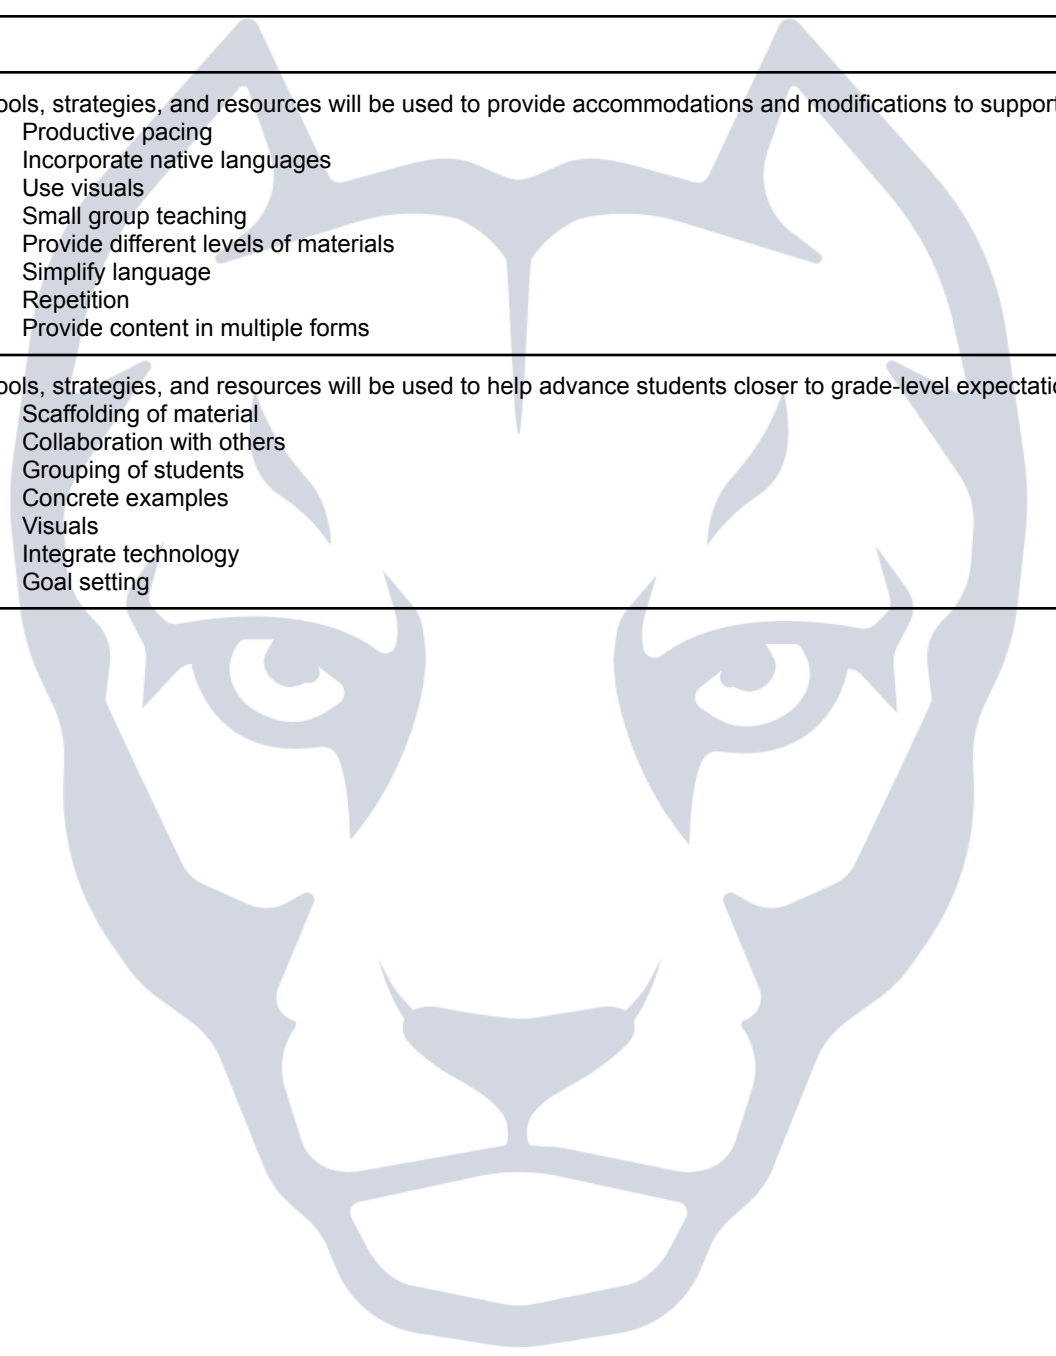 ools, strategies, and resources will be used to provide accommodations and modifications to support
Productive pacing
Incorporate native languages
Use visuals
Small group teaching
Provide different levels of materials
Simplify language
Repetition
Provide content in multiple forms
ools, strategies, and resources will be used to help advance students closer to grade-level expectatio
Scaffolding of material
Collaboration with others
Grouping of students
Concrete examples
Visuals
Integrate technology
Goal setting